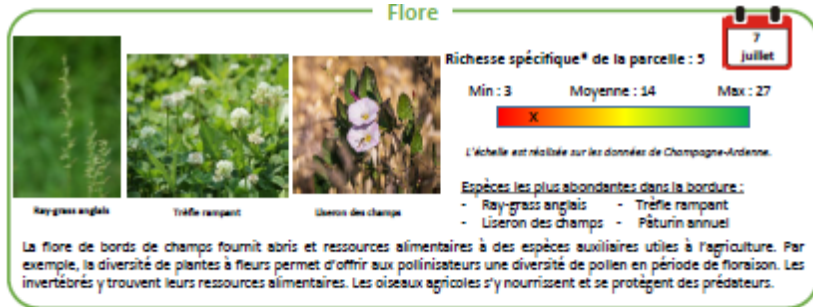 Flore
7
juillet
Richesse spécifique* de la parcelle : 5
Min : 3 Moyenne : 14 Max : 27
X
L'échelle est réalisée sur les données de Champagne-Ardenne.
Espèces les plus abondantes dans la bordure :
- Ray-grass anglais - Trèfle rampant
- Liseron des champs - Pâturin annuel
Ray-grass anglais Trèfle rampant Liseron des champs
La flore de bords de champs fournit abris et ressources alimentaires à des espèces auxiliaires utiles à l'agriculture. Par
exemple, la diversité de plantes à fleurs permet d'offrir aux pollinisateurs une diversité de pollen en période de floraison. Les
invertébrés y trouvent leurs ressources alimentaires. Les oiseaux agricoles s'y nourrissent et se protègent des prédateurs.